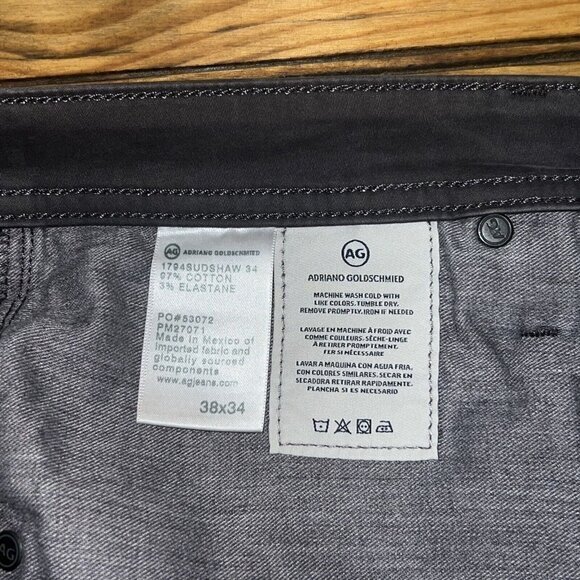 AG ADRIANO GOLDSCHMIED
1794SUDSHAW 34
97% COTTON
3% ELASTANE
PO#53072
PM27071
Made in Mexico of
imported fabric and
globally sourced
components
www.agjeans.com
38x34
AG
ADRIANO GOLDSCHMIED
MACHINE WASH COLD WITH
LIKE COLORS. TUMBLE DRY.
REMOVE PROMPTLY. IRON IF NEEDED
LAVAGE EN MACHINE À FROID AVEC
COMME COULEURS. SÈCHE-LINGE
À RETIRER PROMPTEMENT.
FER SI NÉCESSAIRE
LAVAR A MAQUINA CON AGUA FRIA.
CON COLORES SIMILARES. SECAR EN
SECADORA RETIRAR RAPIDAMENTE.
PLANCHA SI ES NECESARIO
AG